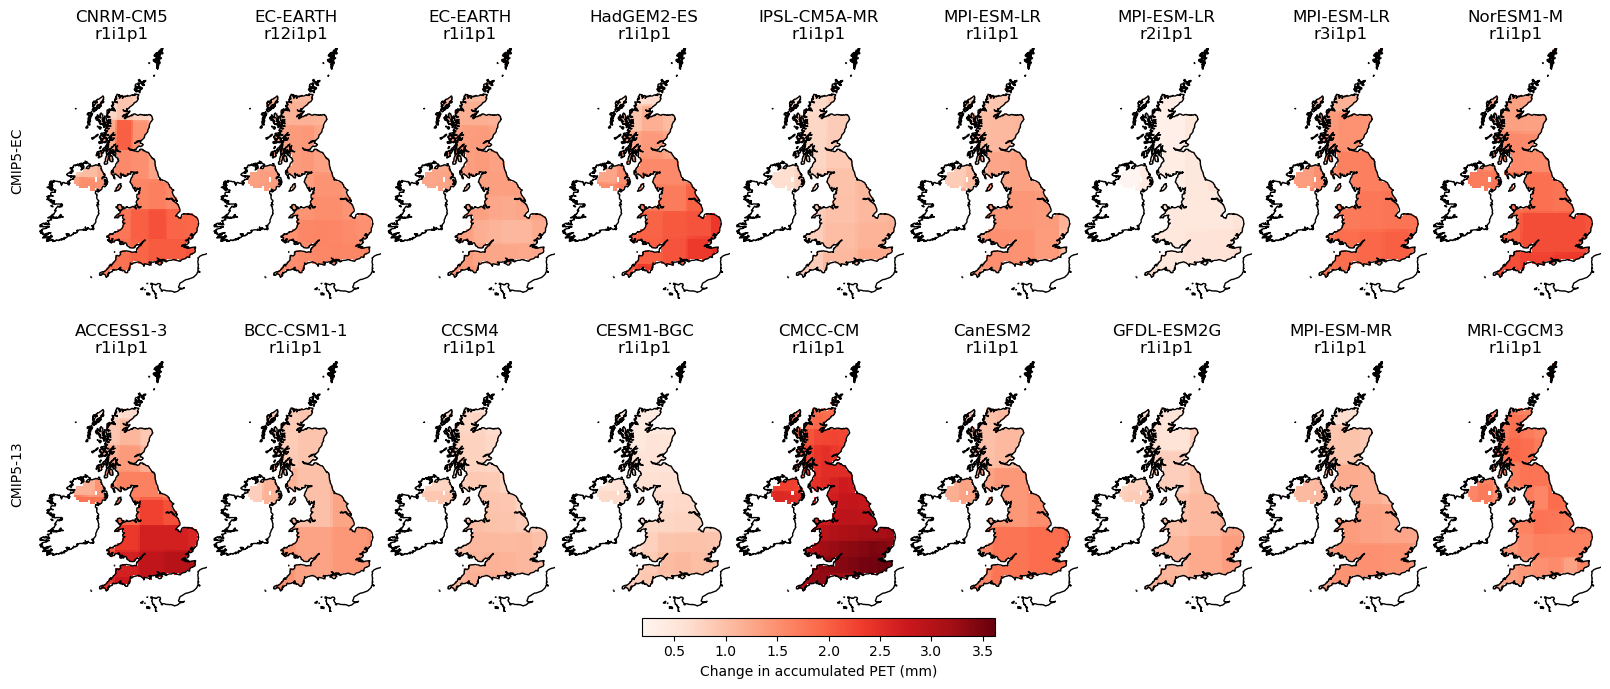 CNRM-CM5
r1i1p1
EC-EARTH
r12i1p1
EC-EARTH
r1i1p1
HadGEM2-ES
r1i1p1
IPSL-CM5A-MR
r1i1p1
MPI-ESM-LR
r1i1p1
MPI-ESM-LR
r2i1p1
MPI-ESM-LR
r3i1p1
NorESM1-M
r1i1p1
CMIP5-EC
ACCESS1-3
r1i1p1
BCC-CSM1-1
r1i1p1
CCSM4
r1i1p1
CESM1-BGC
r1i1p1
CMCC-CM
r1i1p1
CanESM2
r1i1p1
GFDL-ESM2G
r1i1p1
MPI-ESM-MR
r1i1p1
MRI-CGCM3
r1i1p1
CMIP5-13
0.5 1.0 1.5 2.0 2.5 3.0 3.5
Change in accumulated PET (mm)